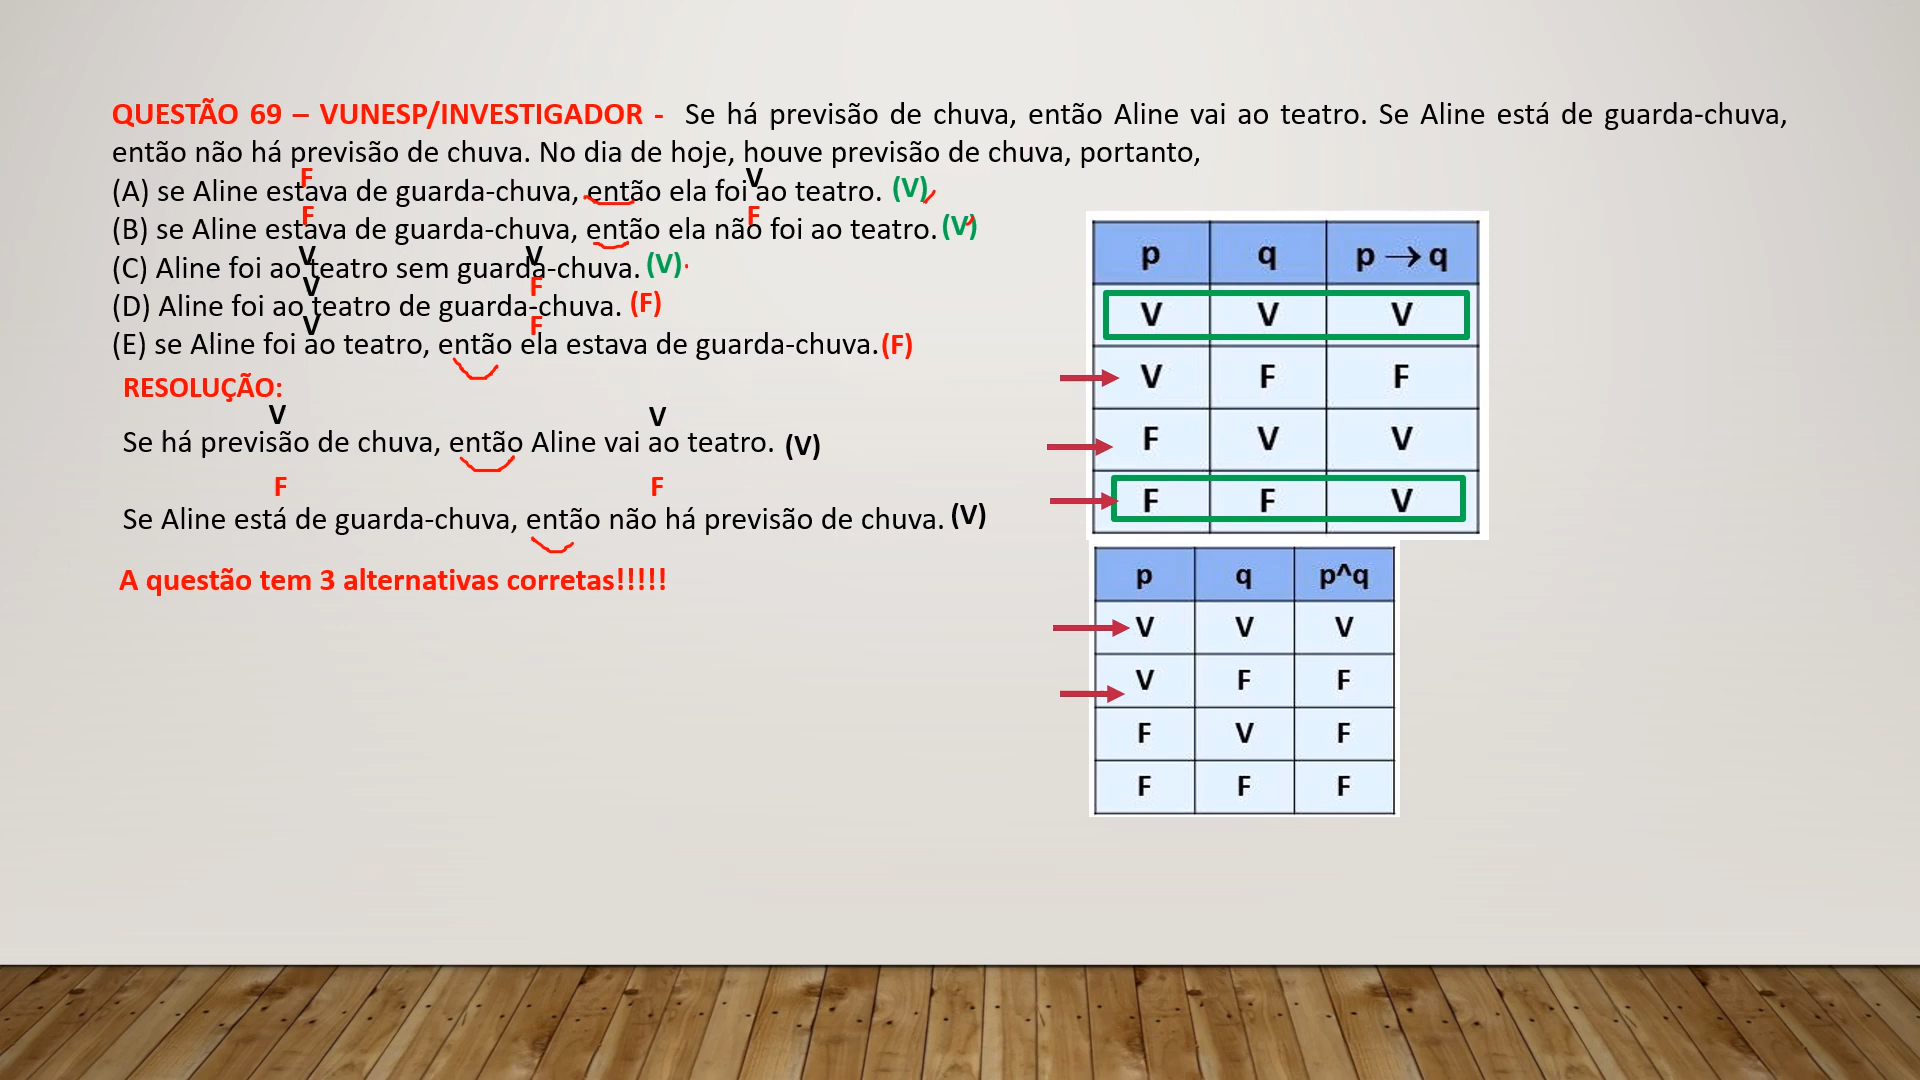 QUESTÃO 69 – VUNESP/INVESTIGADOR - Se há previsão de chuva, então Aline vai ao teatro. Se Aline está de guarda-chuva,
então não há previsão de chuva. No dia de hoje, houve previsão de chuva, portanto,
F V
(A) se Aline estava de guarda-chuva, então ela foi ao teatro. (V)
F F
(B) se Aline estava de guarda-chuva, então ela não foi ao teatro. (V)
V V
(C) Aline foi ao teatro sem guarda-chuva. (V)
V F
(D) Aline foi ao teatro de guarda-chuva. (F)
V F
(E) se Aline foi ao teatro, então ela estava de guarda-chuva. (F)
RESOLUÇÃO:
V V
Se há previsão de chuva, então Aline vai ao teatro. (V)
F F
Se Aline está de guarda-chuva, então não há previsão de chuva. (V)
A questão tem 3 alternativas corretas!!!!!
p q p → q
V V V
V F F
F V V
F F V
p q p^q
V V V
V F F
F V F
F F F